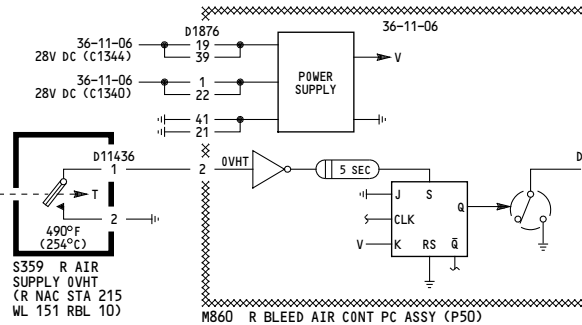 D1876
36-11-06
36-11-06
28V DC (C1344)
19
39
36-11-06
28V DC (C1340)
1
22
POWER
SUPPLY
V
41
21
D11436
1
2
OVHT
5 SEC
D
T
2
490°F
(254°C)
J
S
CLK
Q
V
K
RS
Q̅
S359 R AIR
SUPPLY OVHT
(R NAC STA 215
WL 151 RBL 10)
M860 R BLEED AIR CONT PC ASSY (P50)